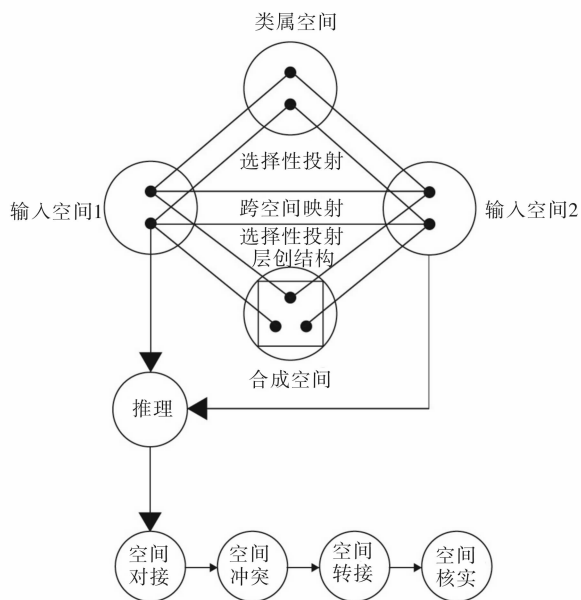 类属空间
选择性投射
输入空间1
跨空间映射
输入空间2
选择性投射
层创结构
合成空间
推理
空间
对接
空间
冲突
空间
转接
空间
核实